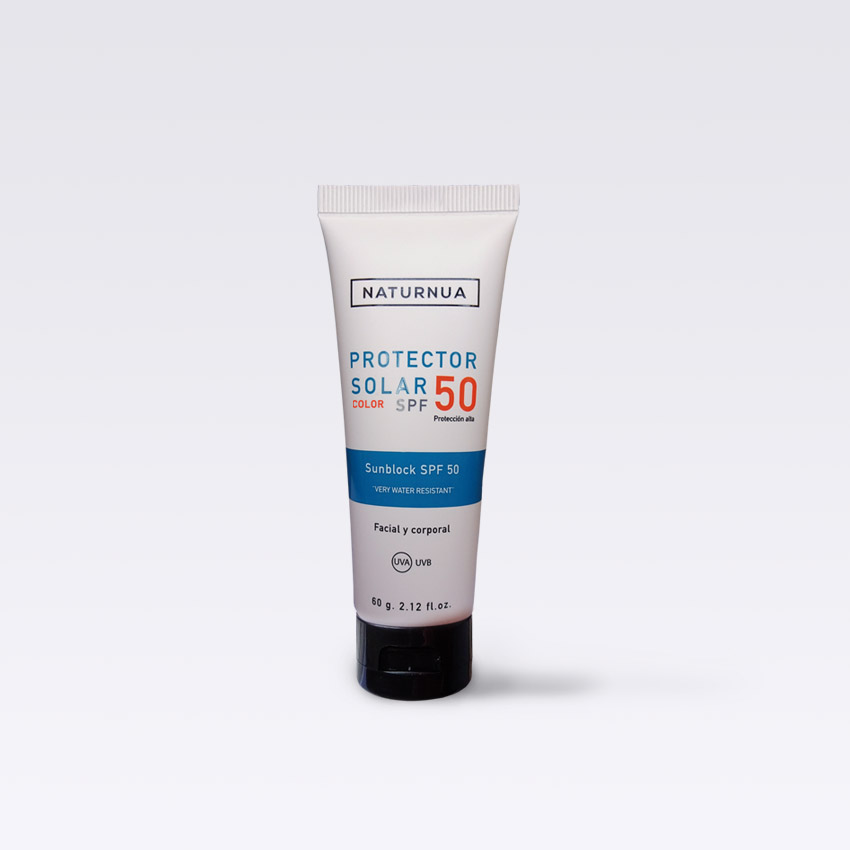 NATURNUA
PROTECTOR
SOLAR 50
COLOR SPF
Protección alta
Sunblock SPF 50
"VERY WATER RESISTANT"
Facial y corporal
UVA UVB
60 g. 2.12 fl.oz.